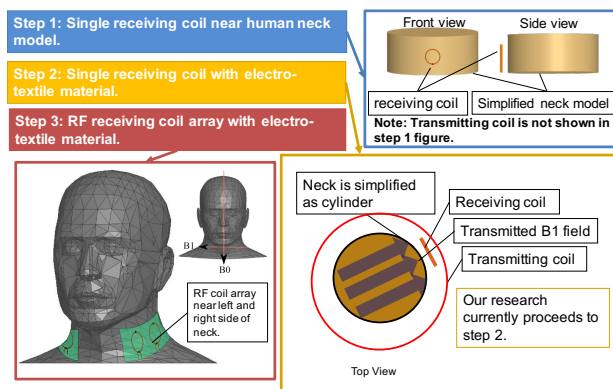 Step 1: Single receiving coil near human neck
model.
Step 2: Single receiving coil with electro-
textile material.
Step 3: RF receiving coil array with electro-
textile material.
Front view
Side view
receiving coil
Simplified neck model
Note: Transmitting coil is not shown in
step 1 figure.
B1
B0
RF coil array
near left and
right side of
neck.
Neck is simplified
as cylinder
Receiving coil
Transmitted B1 field
Transmitting coil
Our research
currently proceeds to
step 2.
Top View